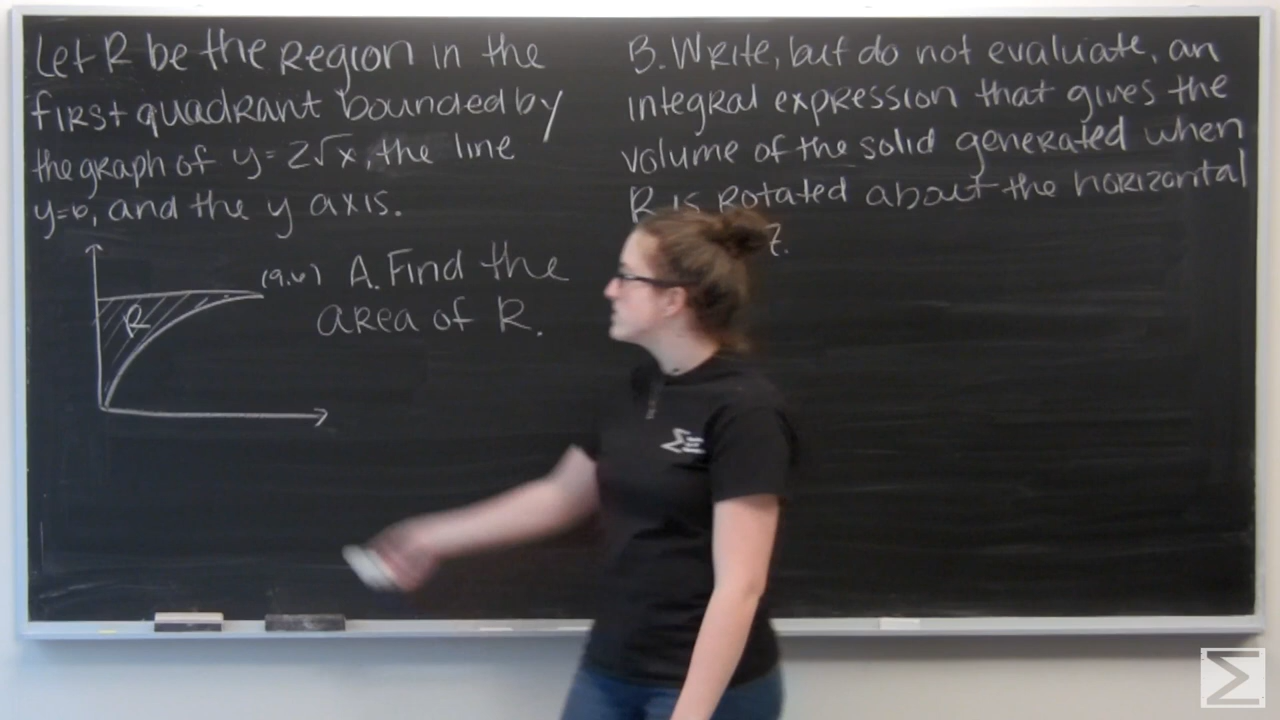 Let R be the Region in the
first quadrant bounded by
the graph of y=2√x, the line
y=6, and the y axis.
(9,6) A. Find the
area of R.
R
B. Write, but do not evaluate, an
integral expression that gives the
volume of the solid generated when
R is rotated about the horizontal
7.
Σ